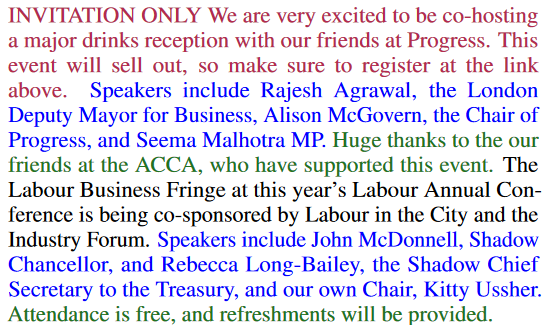 INVITATION ONLY We are very excited to be co-hosting
a major drinks reception with our friends at Progress. This
event will sell out, so make sure to register at the link
above. Speakers include Rajesh Agrawal, the London
Deputy Mayor for Business, Alison McGovern, the Chair of
Progress, and Seema Malhotra MP. Huge thanks to the our
friends at the ACCA, who have supported this event. The
Labour Business Fringe at this year's Labour Annual Con-
ference is being co-sponsored by Labour in the City and the
Industry Forum. Speakers include John McDonnell, Shadow
Chancellor, and Rebecca Long-Bailey, the Shadow Chief
Secretary to the Treasury, and our own Chair, Kitty Ussher.
Attendance is free, and refreshments will be provided.